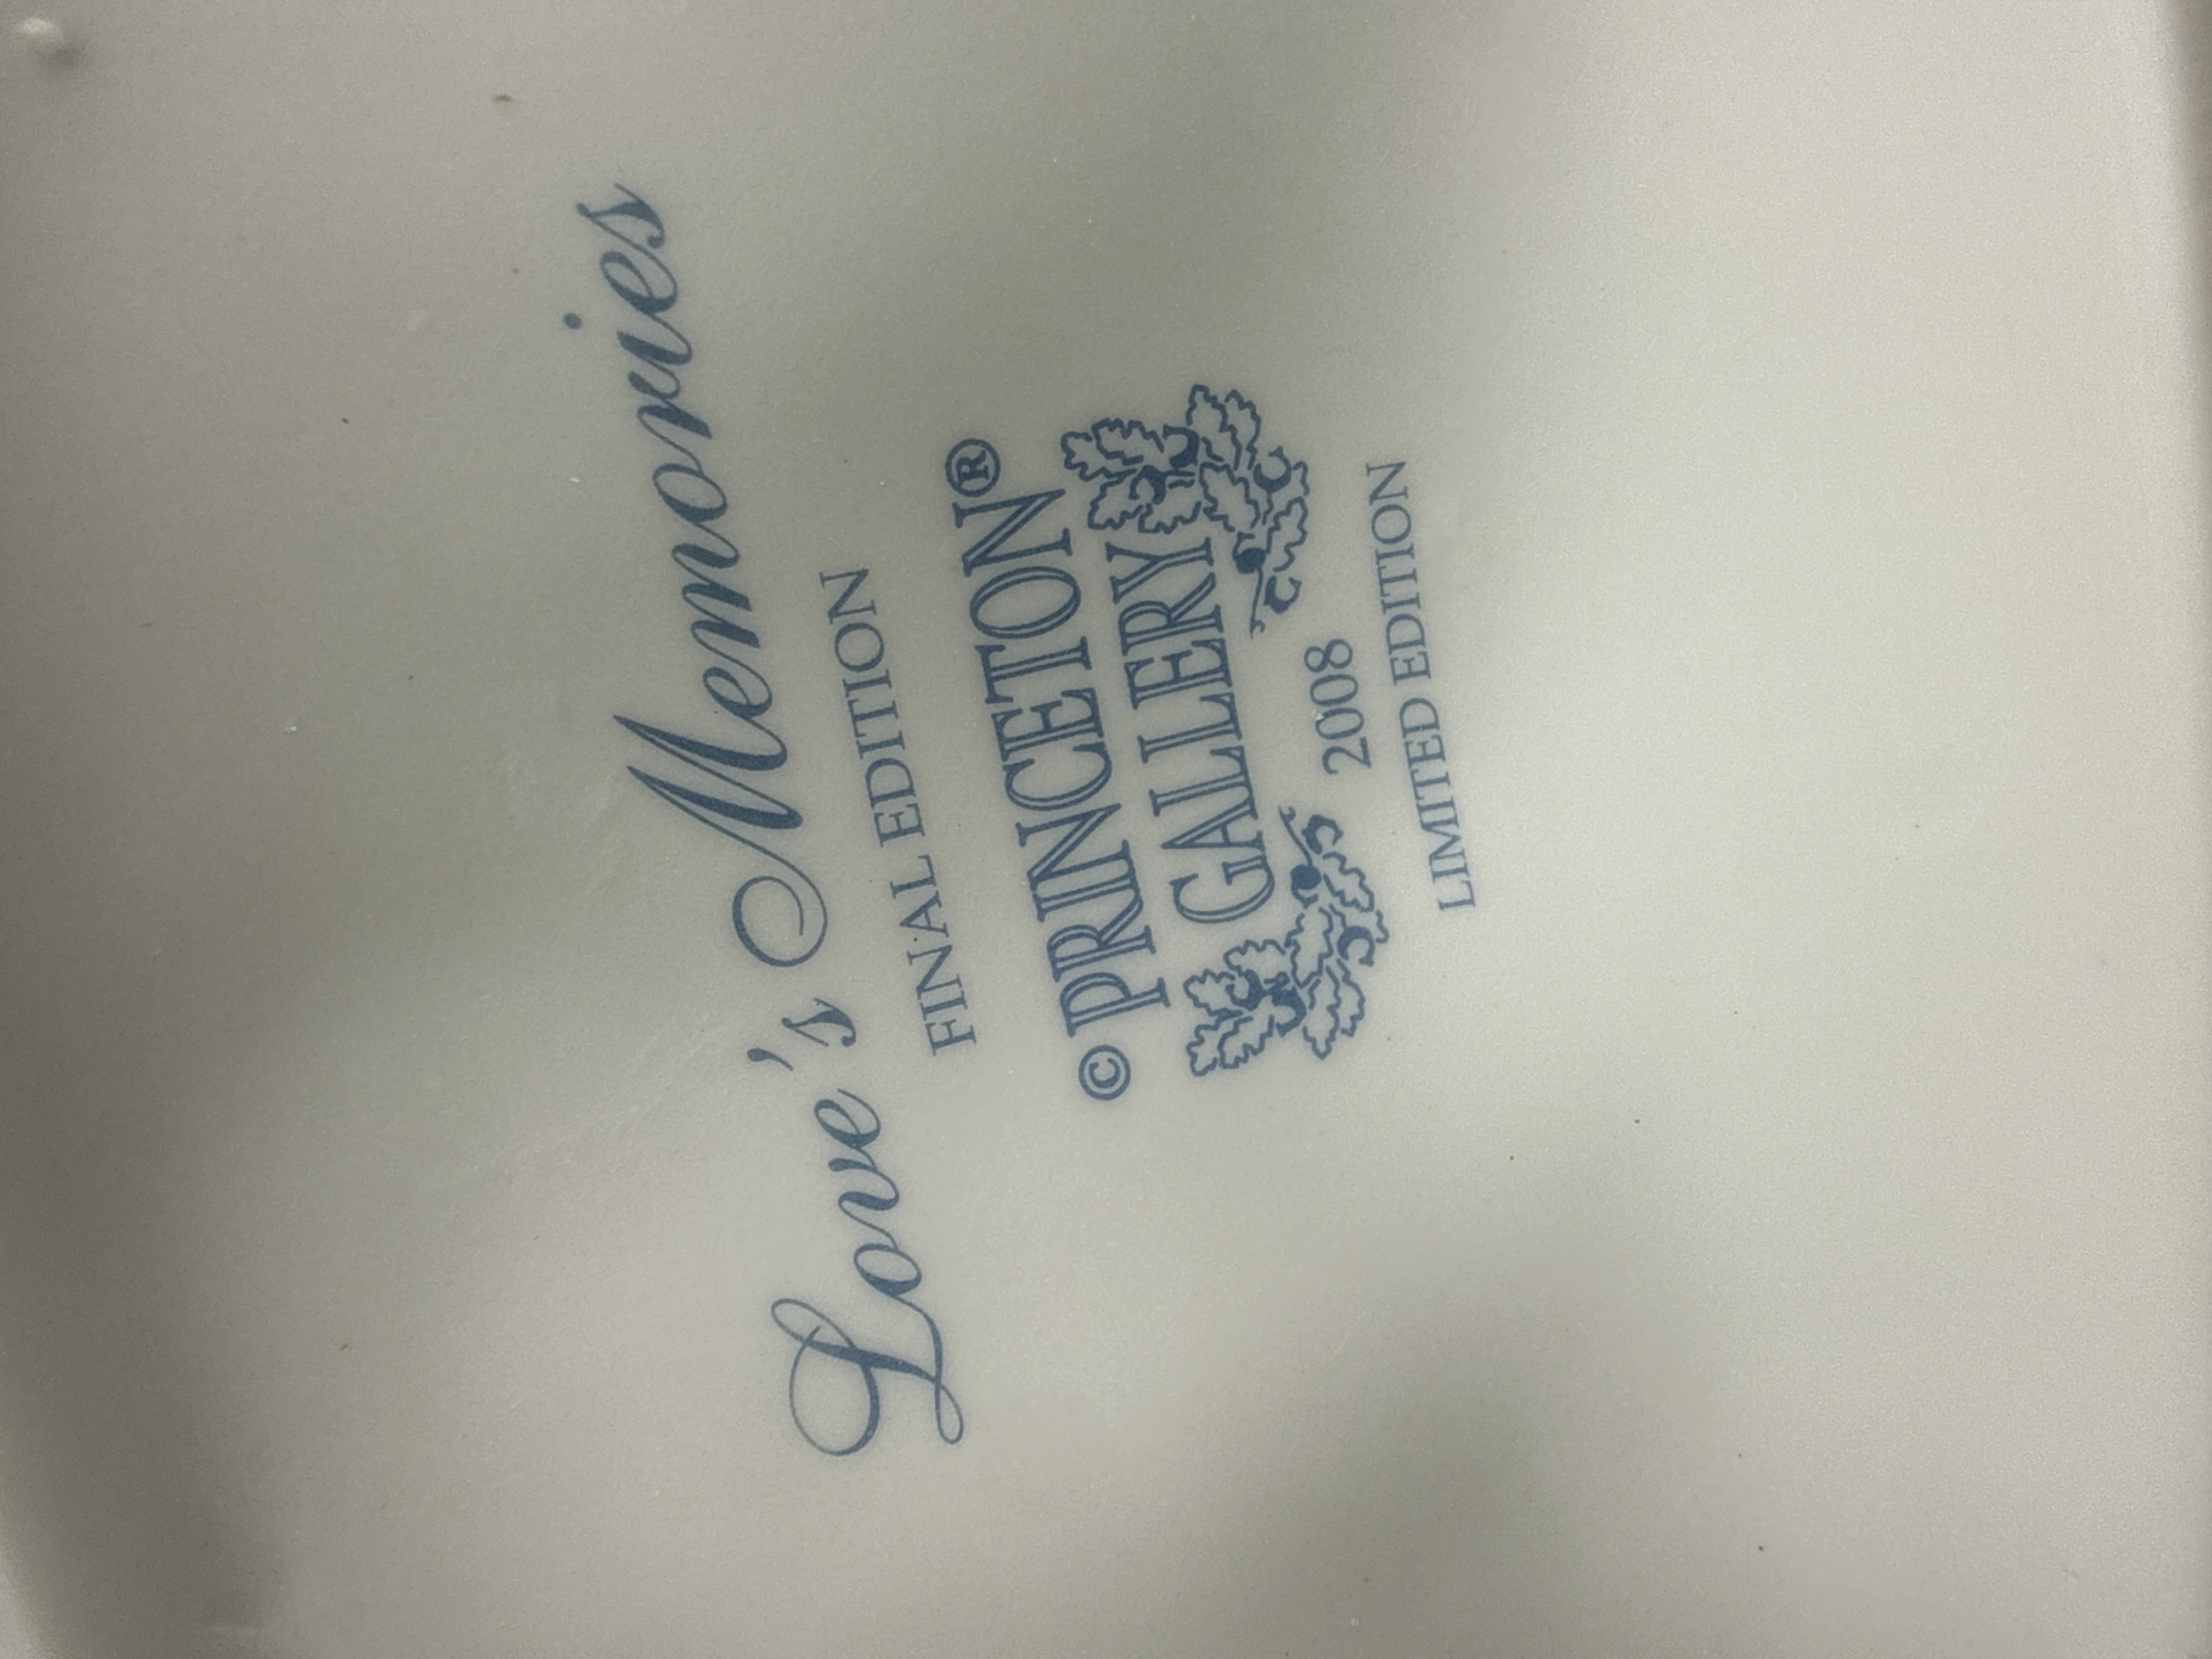 Love's Memories
FINAL EDITION
© PRINCETON®
GALLERY
2008
LIMITED EDITION